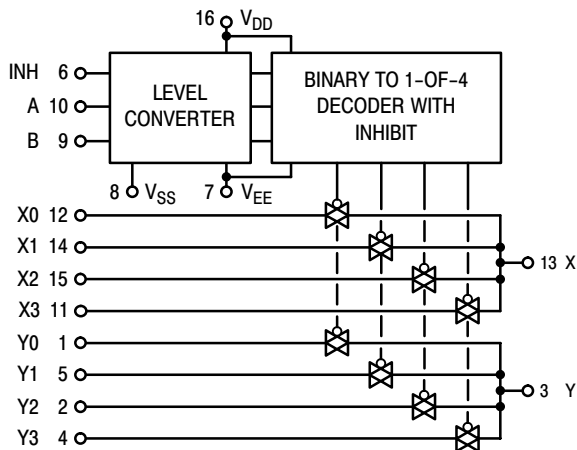 16 VDD
INH 6
A 10
B 9
LEVEL
CONVERTER
BINARY TO 1-OF-4
DECODER WITH
INHIBIT
8 VSS
7 VEE
X0 12
X1 14
X2 15
X3 11
13 X
Y0 1
Y1 5
Y2 2
Y3 4
3 Y